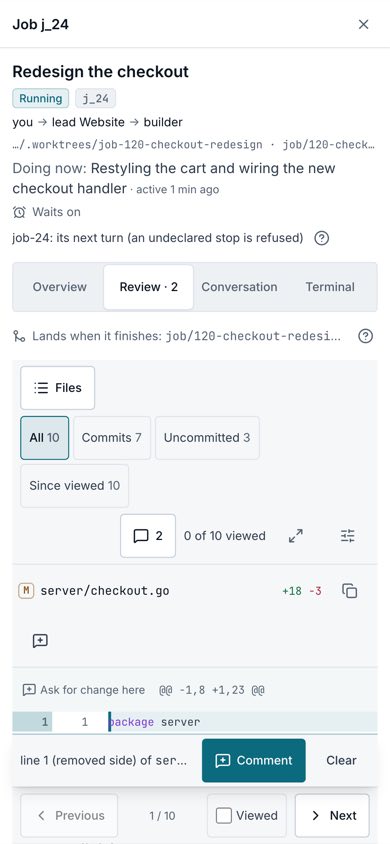 Job j_24
Redesign the checkout
Running j_24
you → lead Website → builder
…/.worktrees/job-120-checkout-redesign · job/120-check…
Doing now: Restyling the cart and wiring the new
checkout handler · active 1 min ago
Waits on
job-24: its next turn (an undeclared stop is refused)
Overview Review · 2 Conversation Terminal
Lands when it finishes: job/120-checkout-redesi…
Files
All 10 Commits 7 Uncommitted 3
Since viewed 10
2 0 of 10 viewed
M server/checkout.go +18 -3
Ask for change here @@ -1,8 +1,23 @@
1 1 package server
line 1 (removed side) of ser… Comment Clear
Previous 1 / 10 Viewed Next